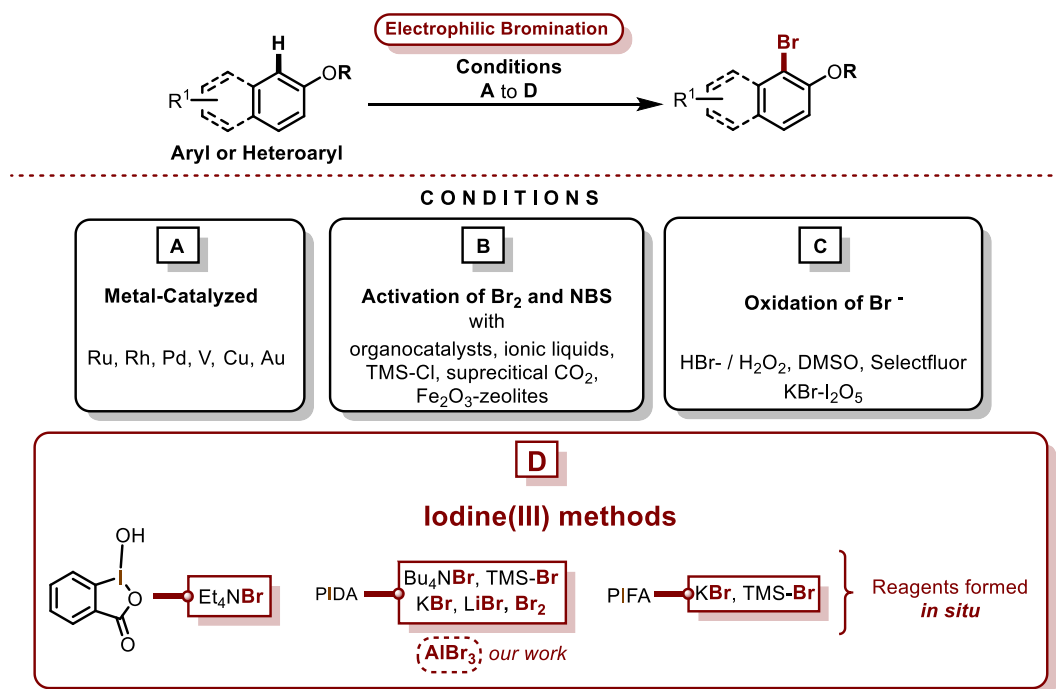 Electrophilic Bromination
H
OR
R¹
Conditions
A to D
Br
OR
R¹
Aryl or Heteroaryl
CONDITIONS
A
Metal-Catalyzed
Ru, Rh, Pd, V, Cu, Au
B
Activation of Br₂ and NBS
with
organocatalysts, ionic liquids,
TMS-Cl, suprecitical CO₂,
Fe₂O₃-zeolites
C
Oxidation of Br⁻
HBr- / H₂O₂, DMSO, Selectfluor
KBr-I₂O₅
D
Iodine(III) methods
OH
I
O
O
Et₄NBr
PIDA
Bu₄NBr, TMS-Br
KBr, LiBr, Br₂
AlBr₃ our work
PIFA
KBr, TMS-Br
Reagents formed
in situ